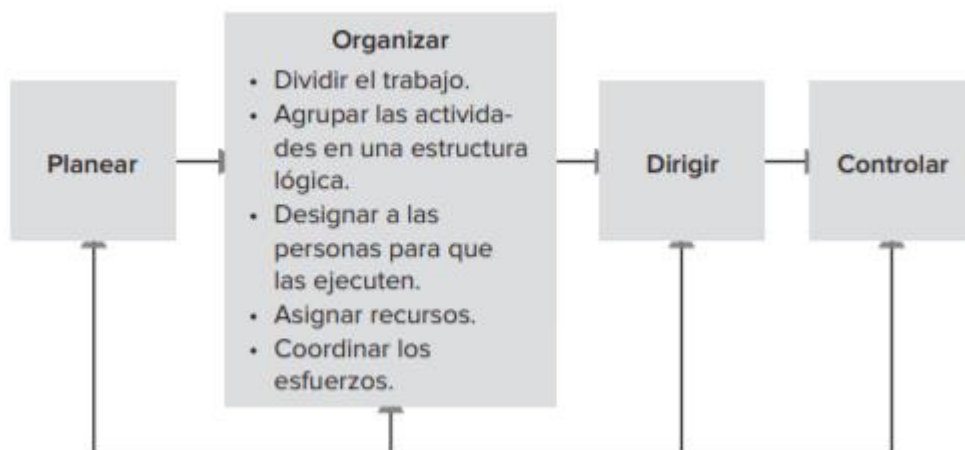 Planear
Organizar
• Dividir el trabajo.
• Agrupar las activida-
des en una estructura
lógica.
• Designar a las
personas para que
las ejecuten.
• Asignar recursos.
• Coordinar los
esfuerzos.
Dirigir
Controlar